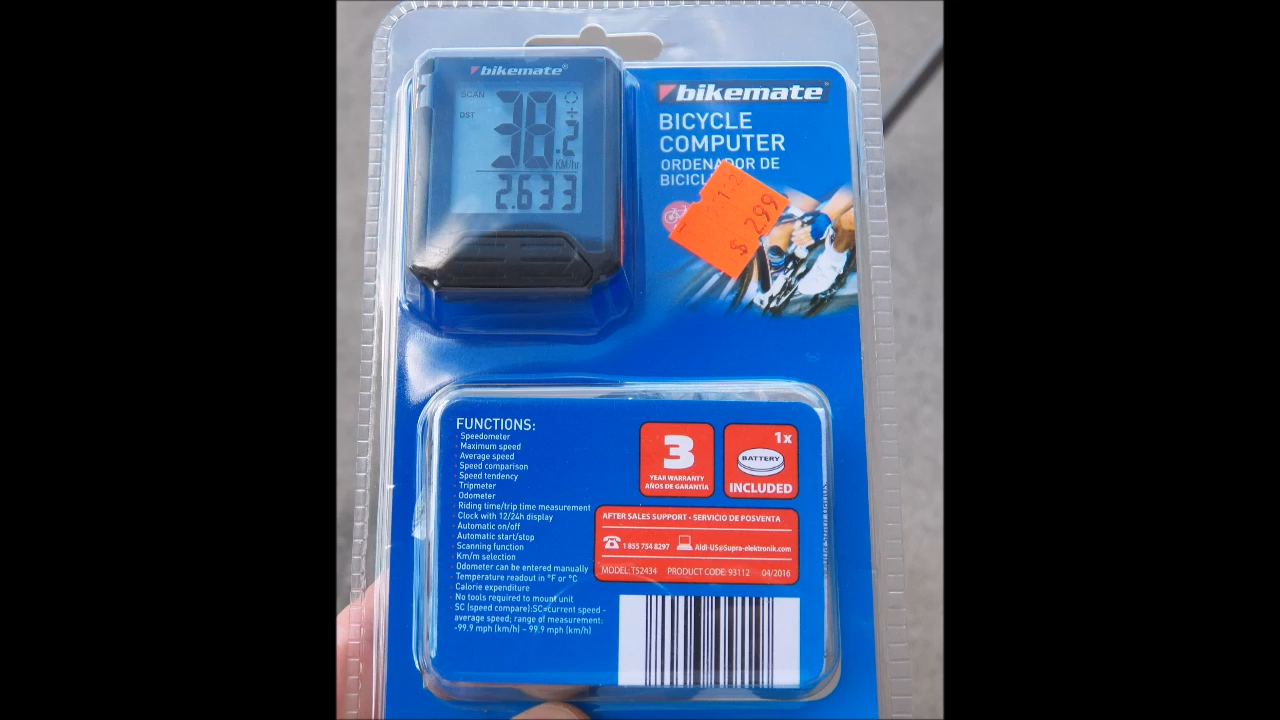 bikemate®
SCAN
DST
38.2
KM/hr
2.633
bikemate®
BICYCLE
COMPUTER
ORDENADOR DE
BICICL
$ 2.99
FUNCTIONS:
· Speedometer
· Maximum speed
· Average speed
· Speed comparison
· Speed tendency
· Tripmeter
· Odometer
· Riding time/trip time measurement
· Clock with 12/24h display
· Automatic on/off
· Automatic start/stop
· Scanning function
· Km/m selection
· Odometer can be entered manually
· Temperature readout in °F or °C
· Calorie expenditure
· No tools required to mount unit
· SC (speed compare):SC=current speed -
average speed; range of measurement:
-99.9 mph (km/h) – 99.9 mph (km/h)
3
YEAR WARRANTY
AÑOS DE GARANTÍA
1x
BATTERY
INCLUDED
AFTER SALES SUPPORT • SERVICIO DE POSVENTA
1 855 754 8297 Aldi-US@Supra-elektronik.com
MODEL: T52434 PRODUCT CODE: 93112 04/2016